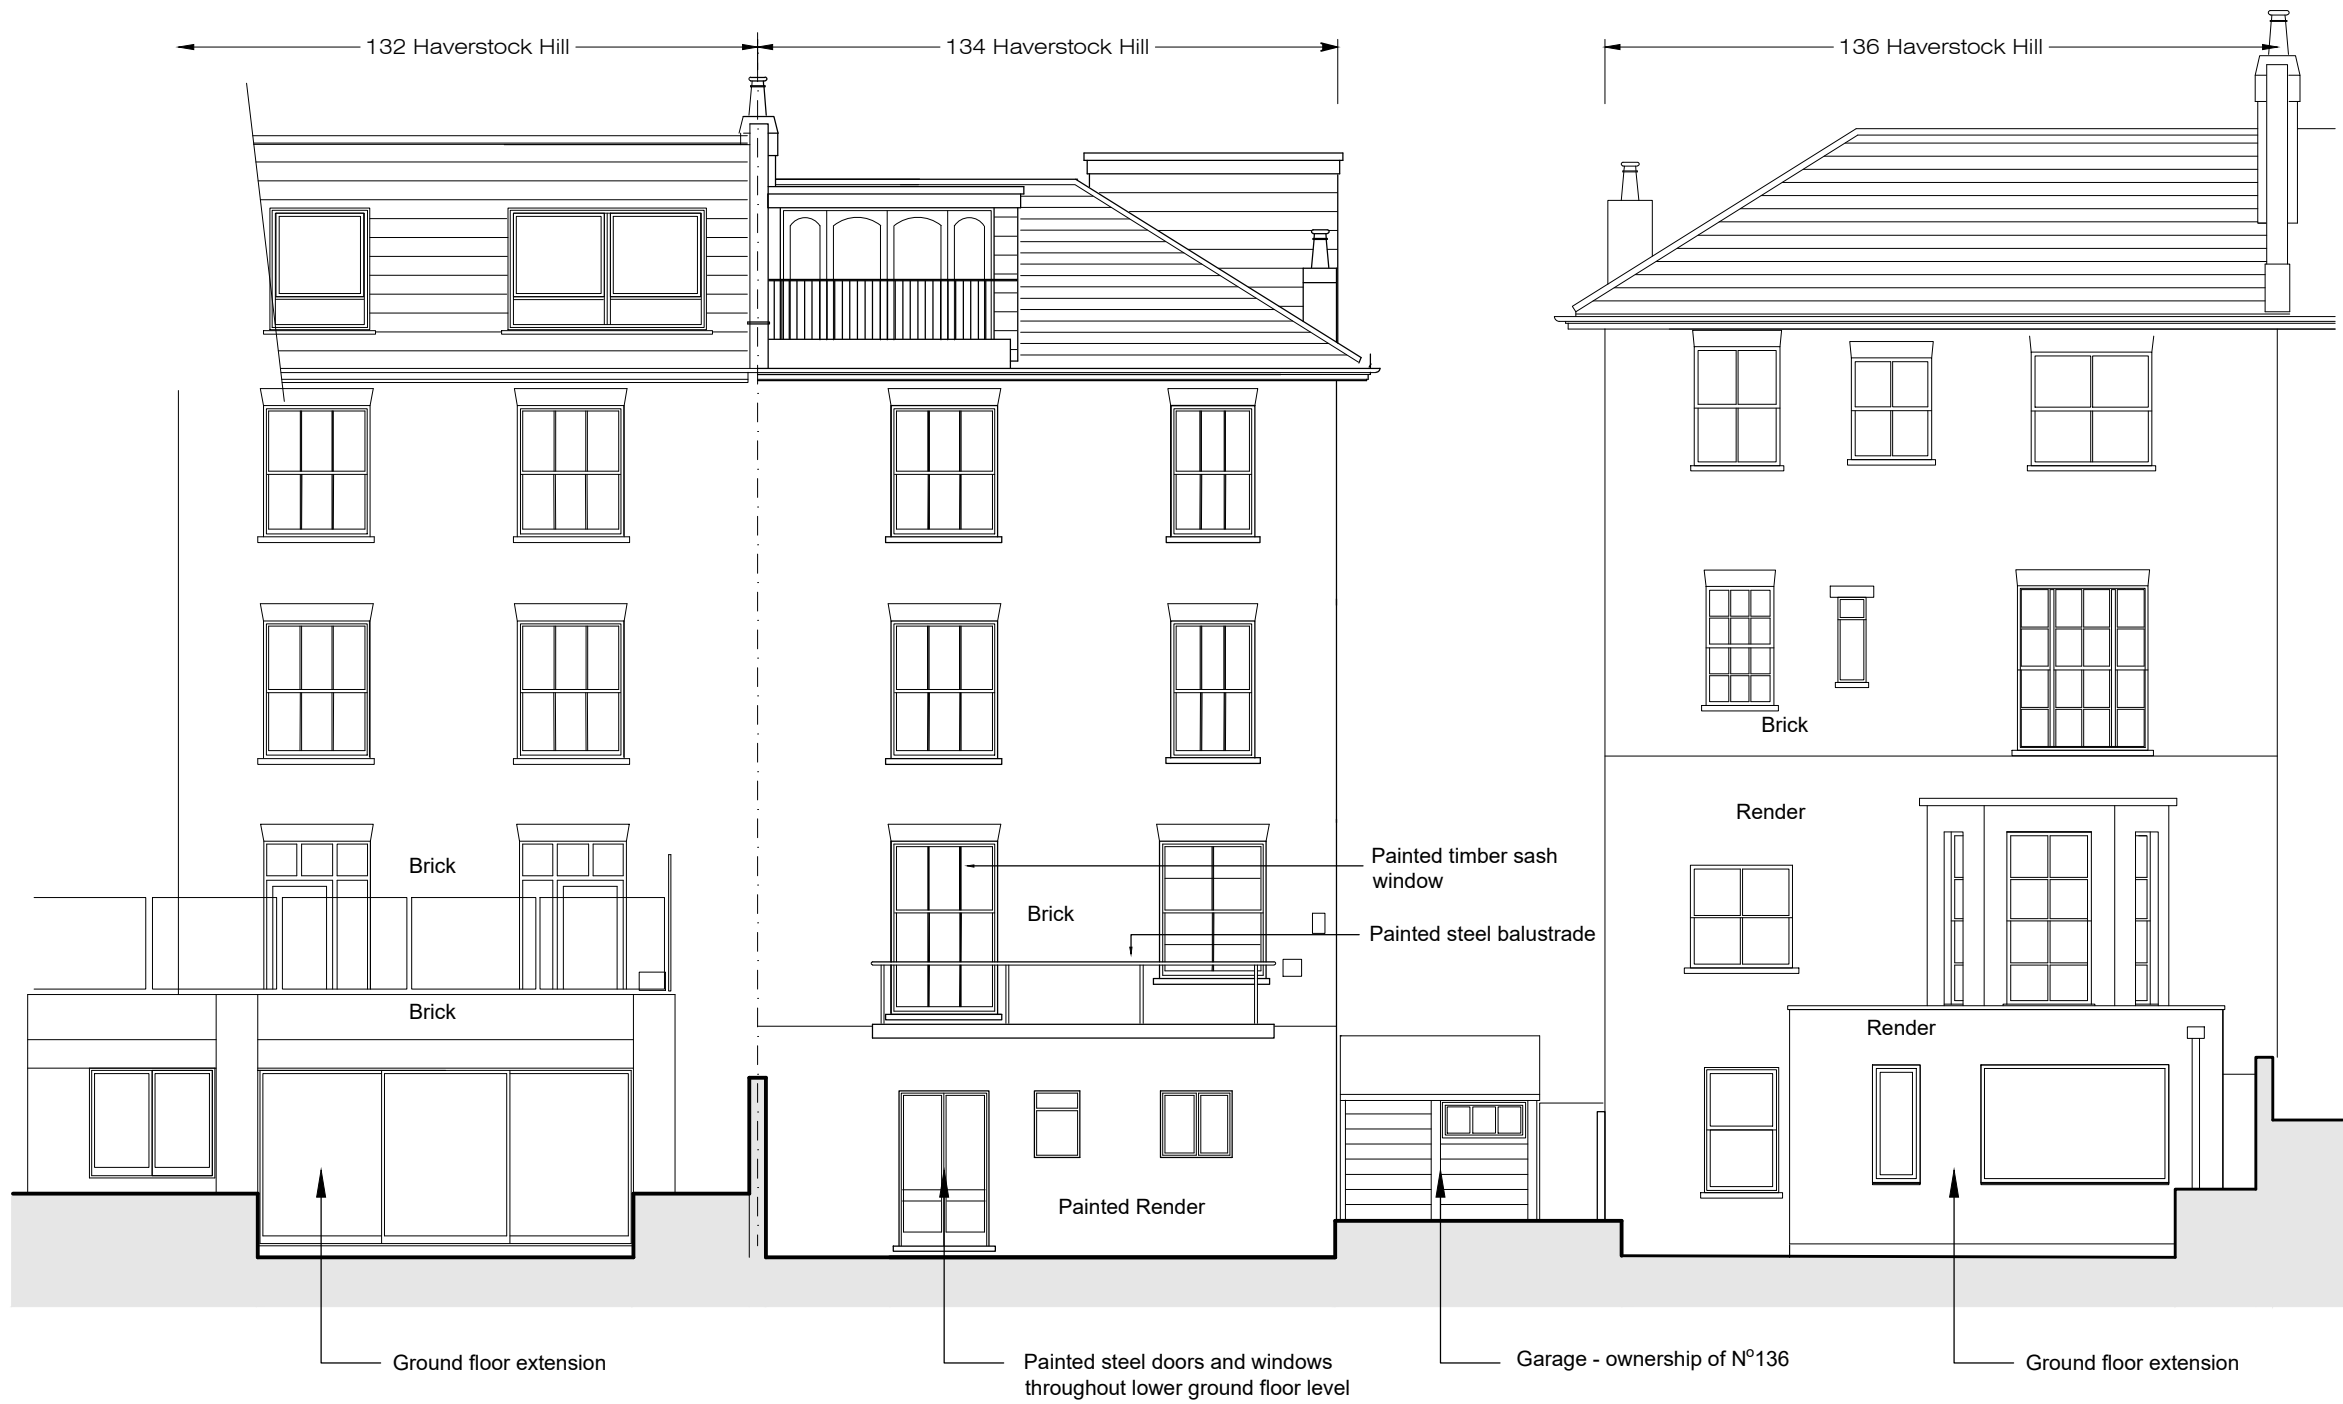 132 Haverstock Hill
134 Haverstock Hill
136 Haverstock Hill
Brick
Render
Brick
Painted timber sash
window
Brick
Painted steel balustrade
Brick
Render
Painted Render
Ground floor extension
Painted steel doors and windows
throughout lower ground floor level
Garage - ownership of Nº136
Ground floor extension